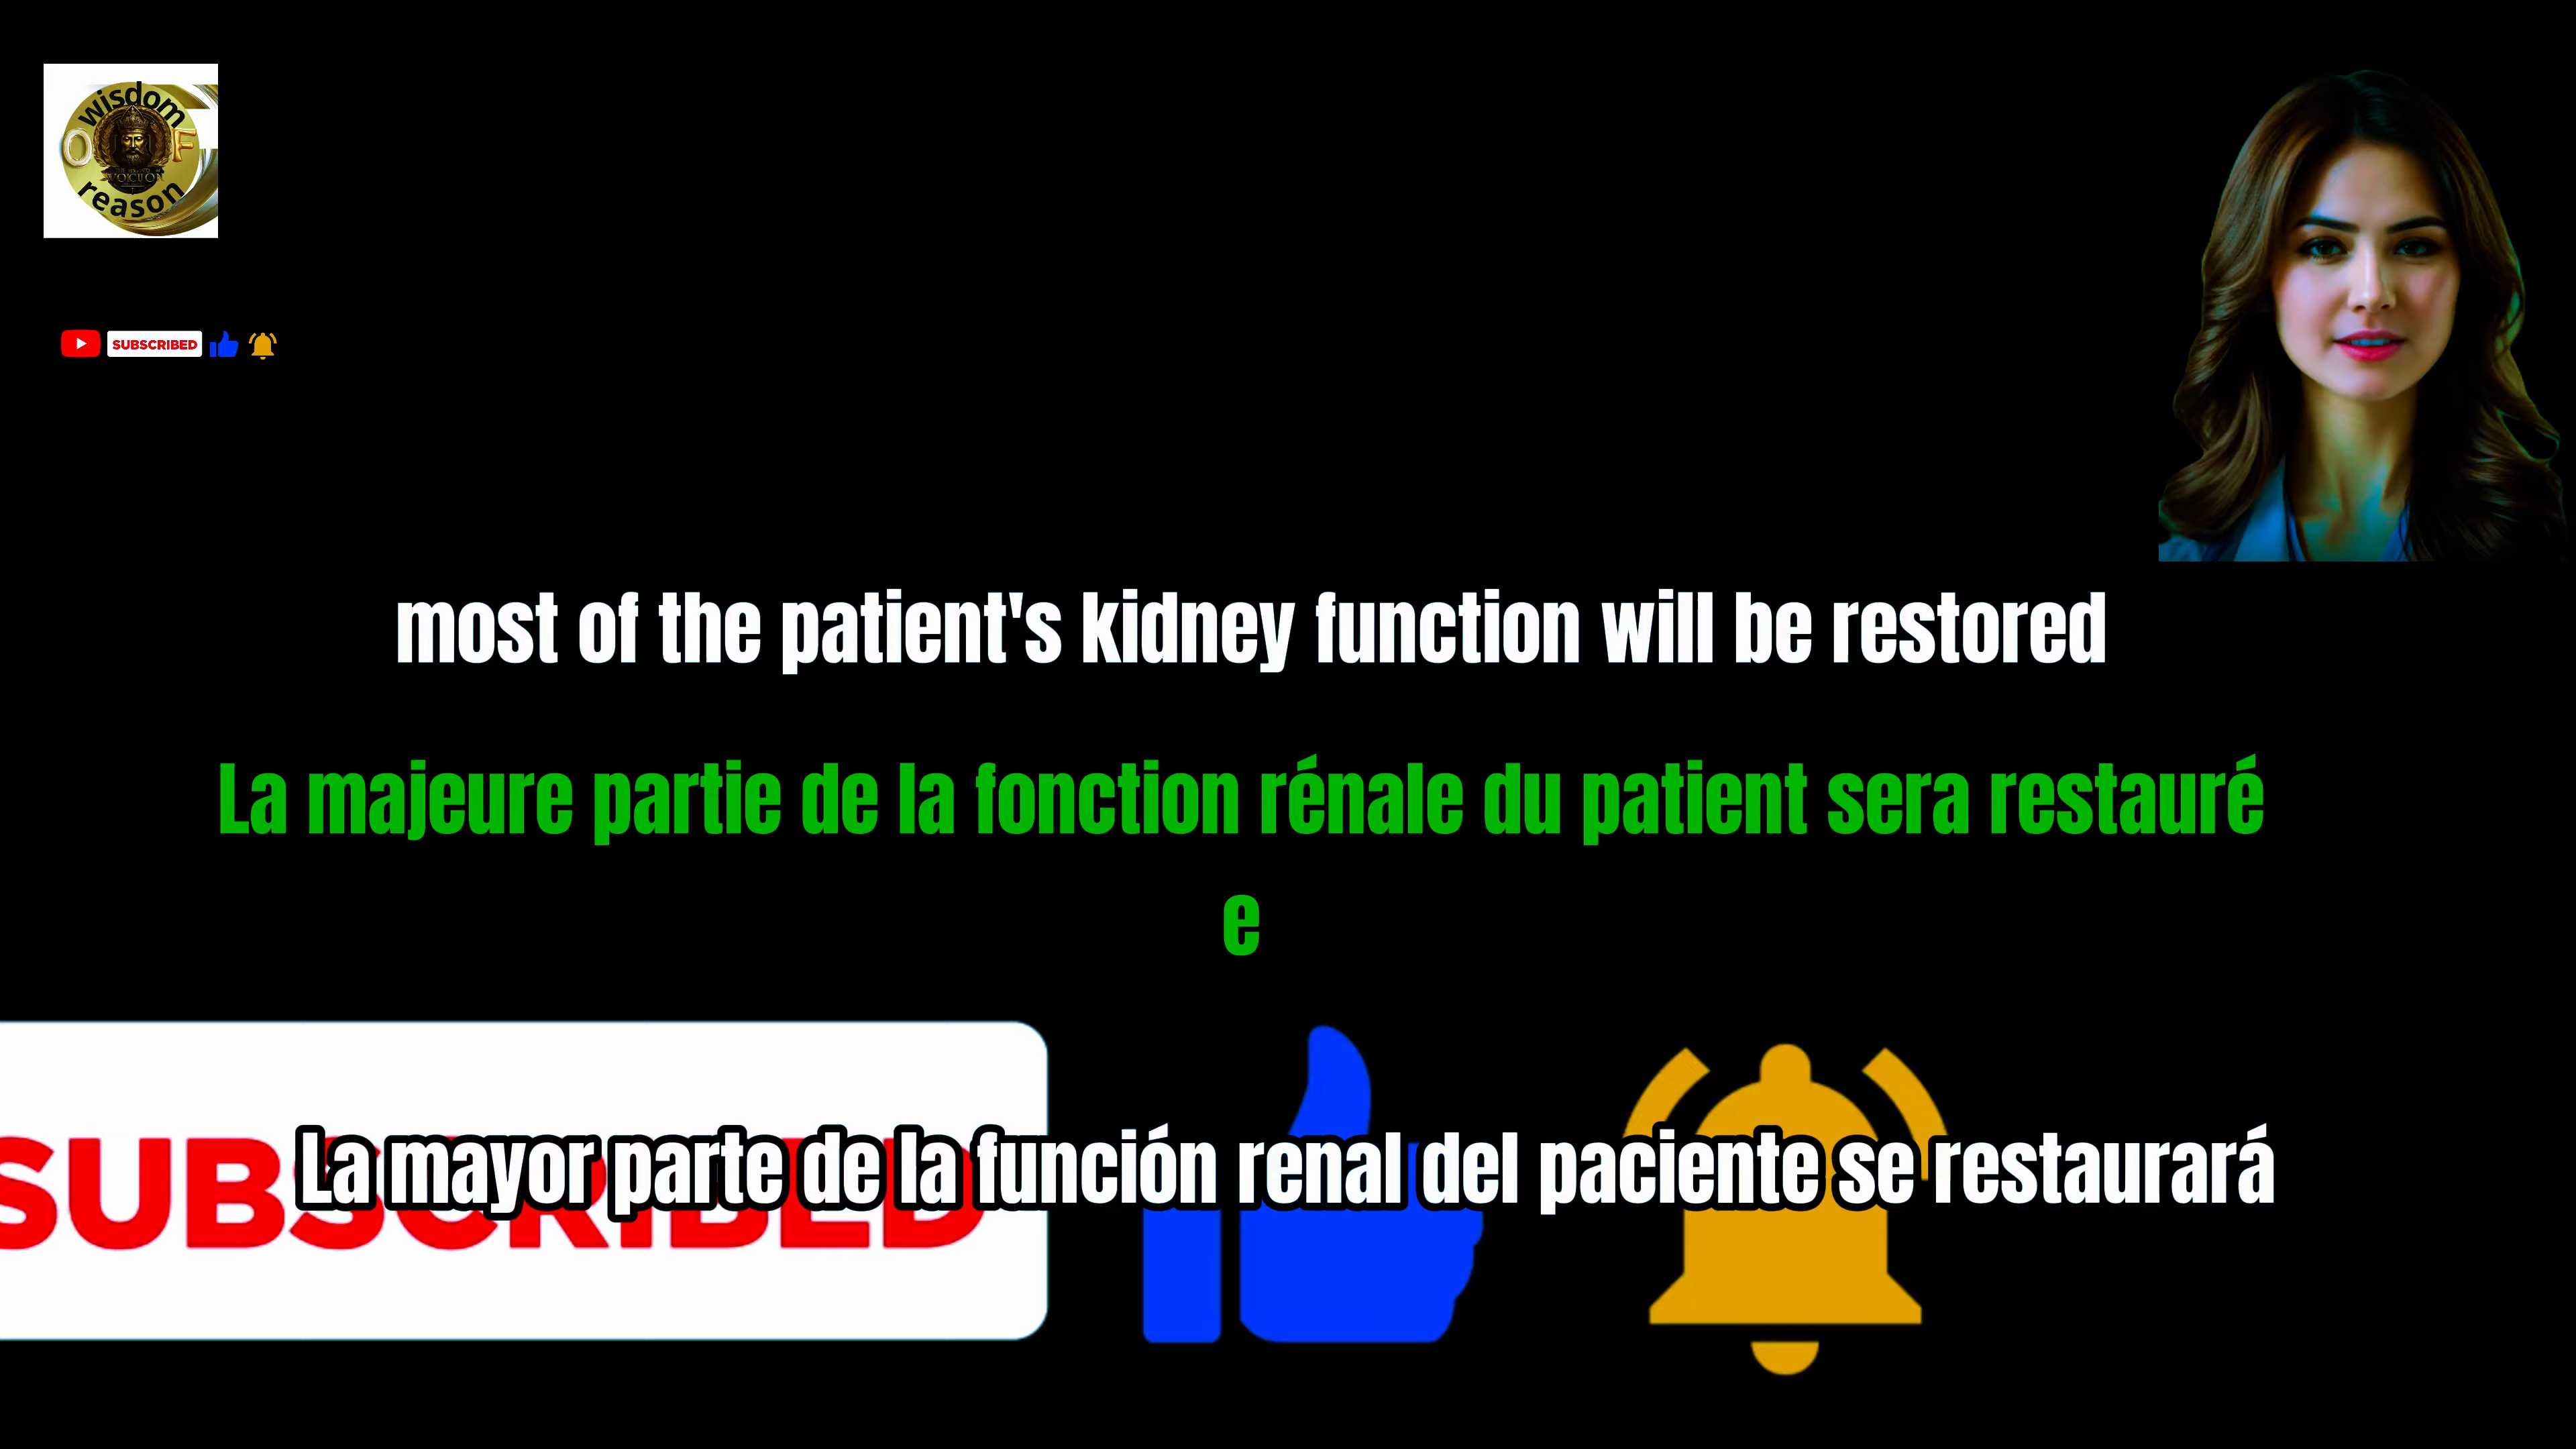 wisdom
O F
reason
SUBSCRIBED
most of the patient's kidney function will be restored
La majeure partie de la fonction rénale du patient sera restauré
e
SUBSCRIBED
La mayor parte de la función renal del paciente se restaurará